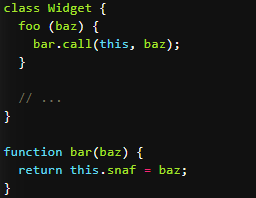 class Widget {
  foo (baz) {
    bar.call(this, baz);
  }

  // ...
}

function bar(baz) {
  return this.snaf = baz;
}